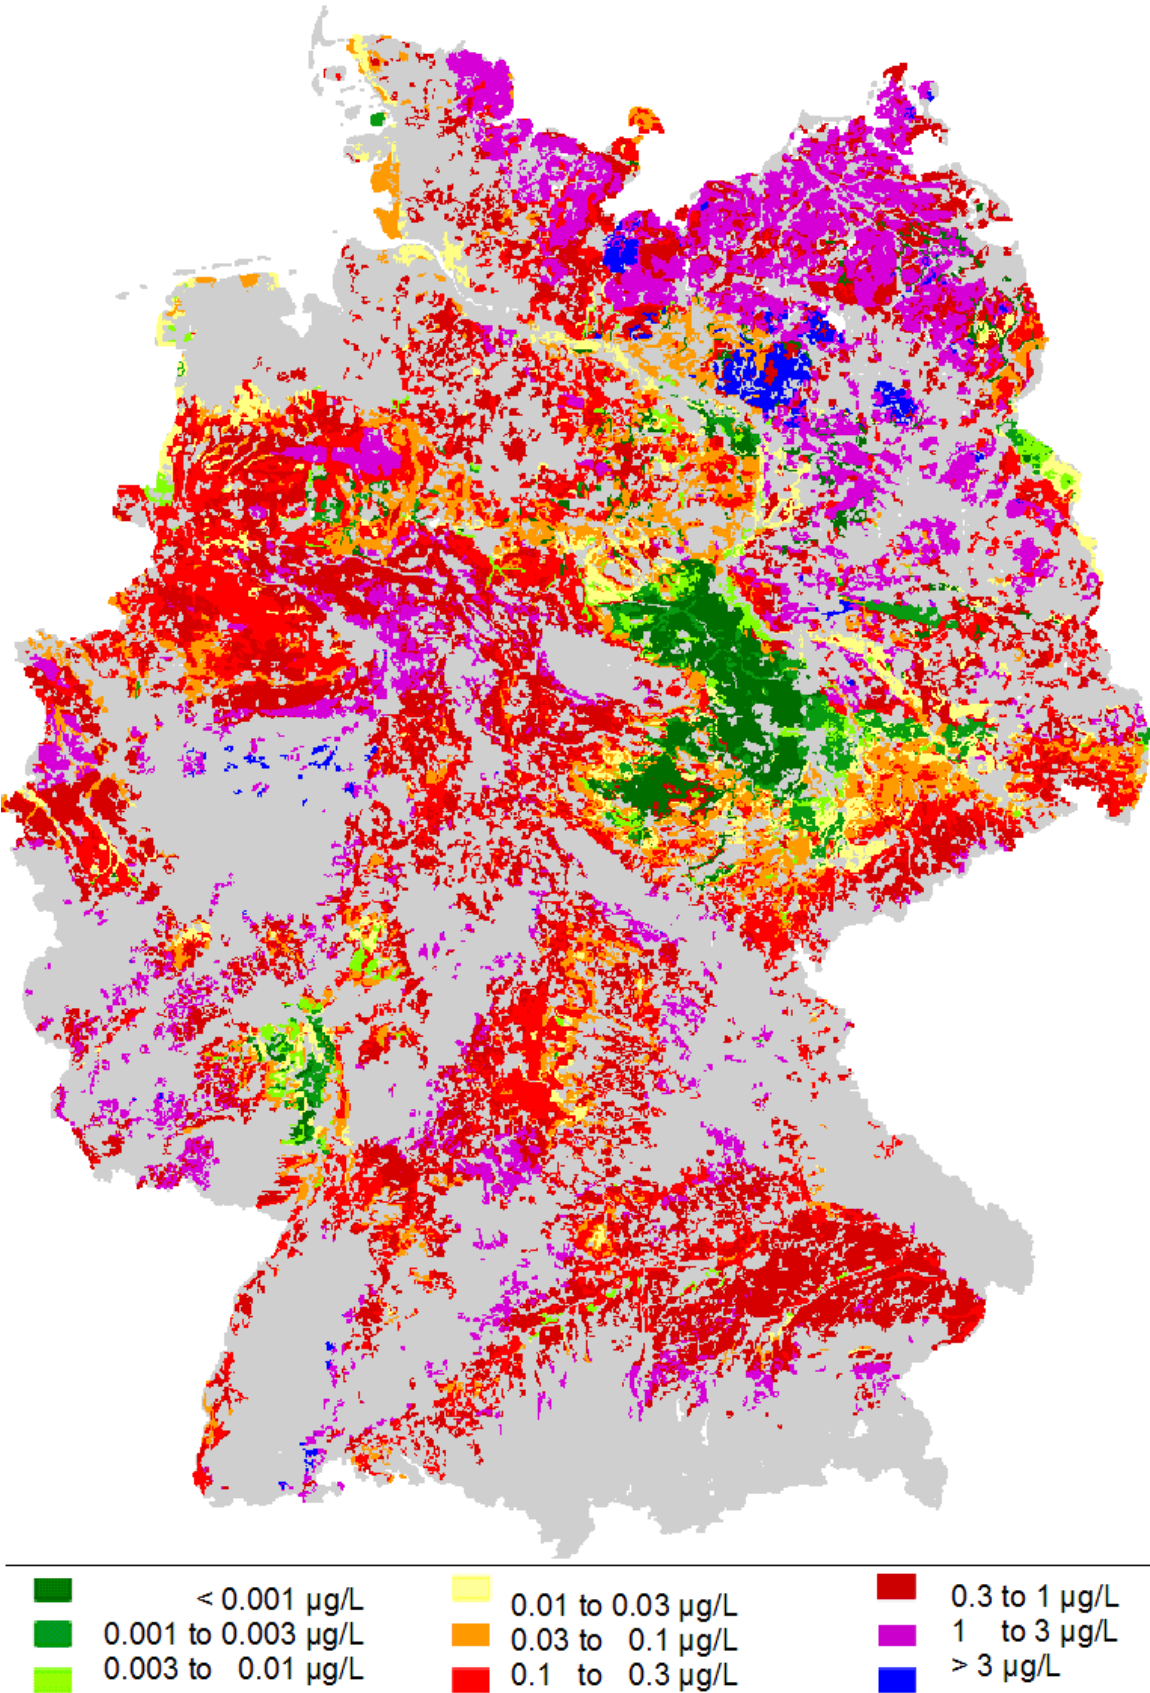 < 0.001 µg/L
0.001 to 0.003 µg/L
0.003 to 0.01 µg/L
0.01 to 0.03 µg/L
0.03 to 0.1 µg/L
0.1 to 0.3 µg/L
0.3 to 1 µg/L
1 to 3 µg/L
> 3 µg/L